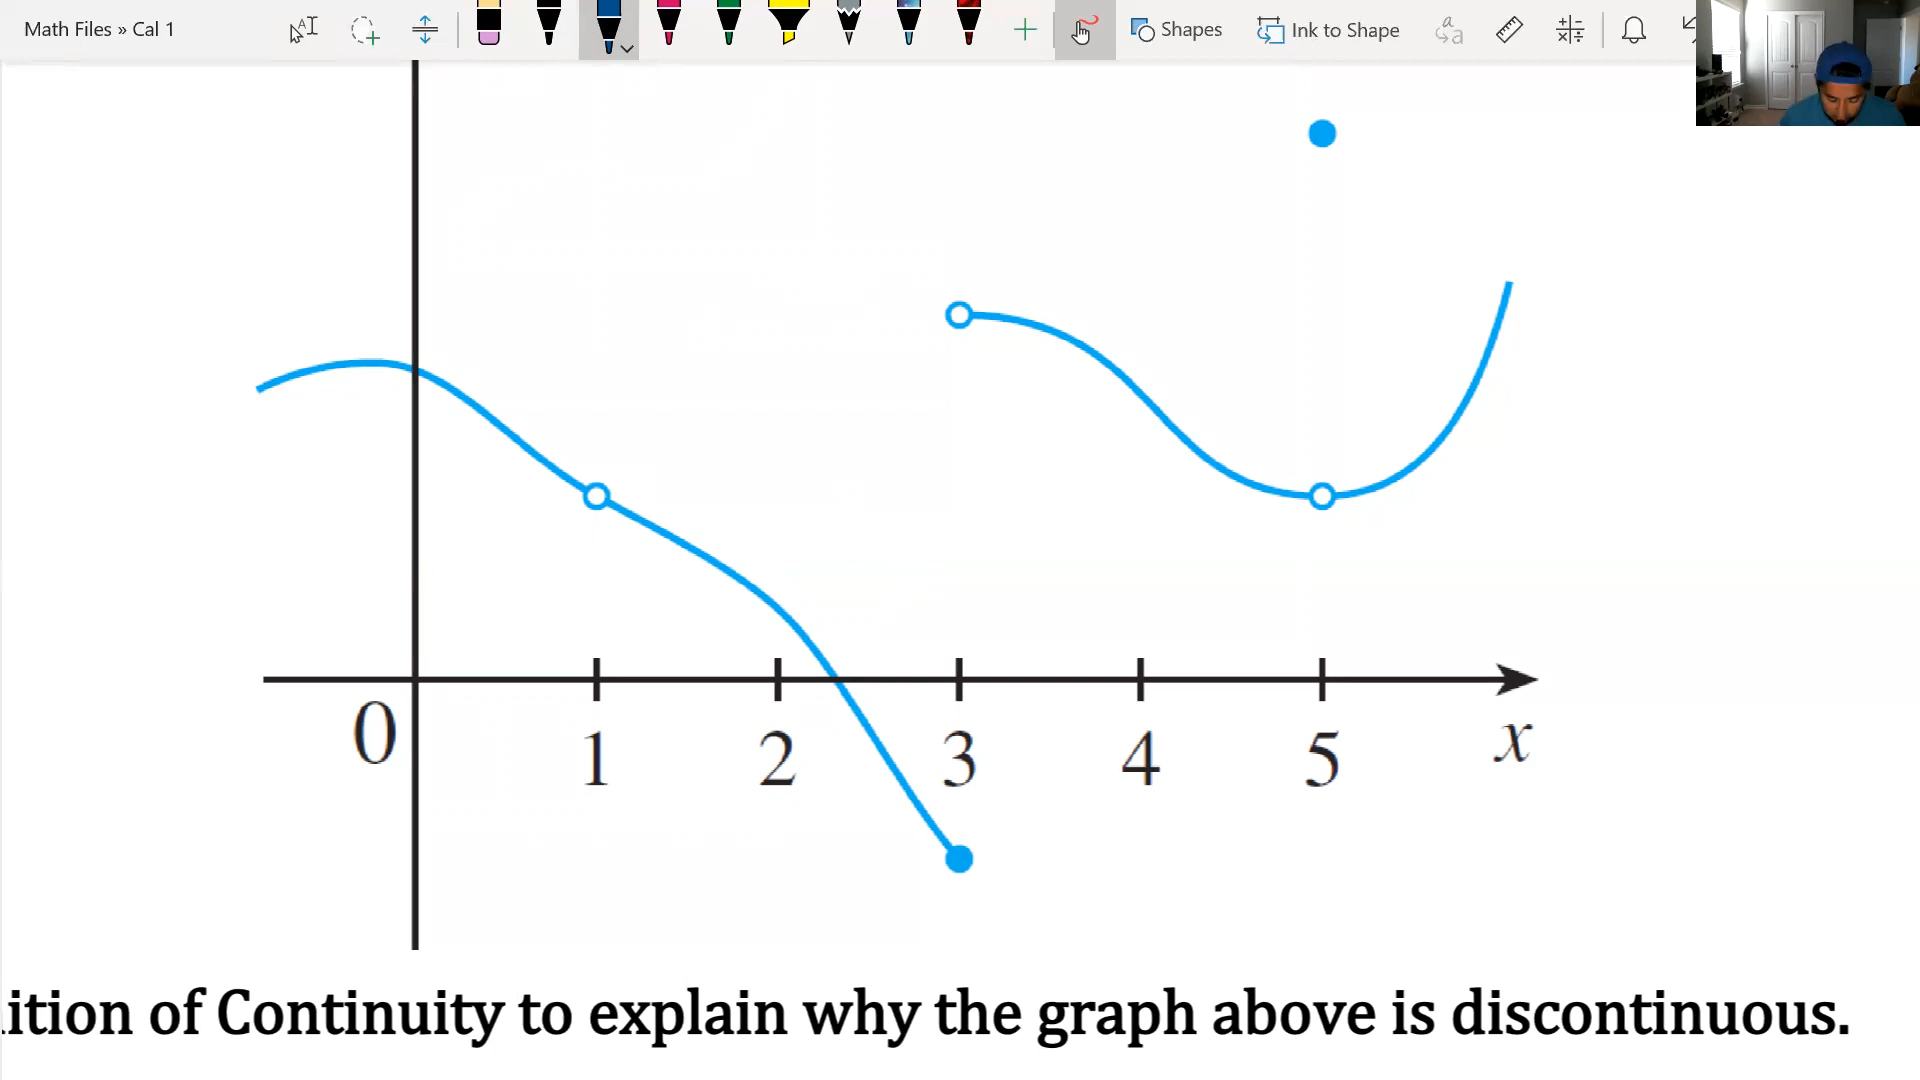 Math Files » Cal 1
Shapes
Ink to Shape
0
1
2
3
4
5
x
of Continuity to explain why the graph above is discontinuous.